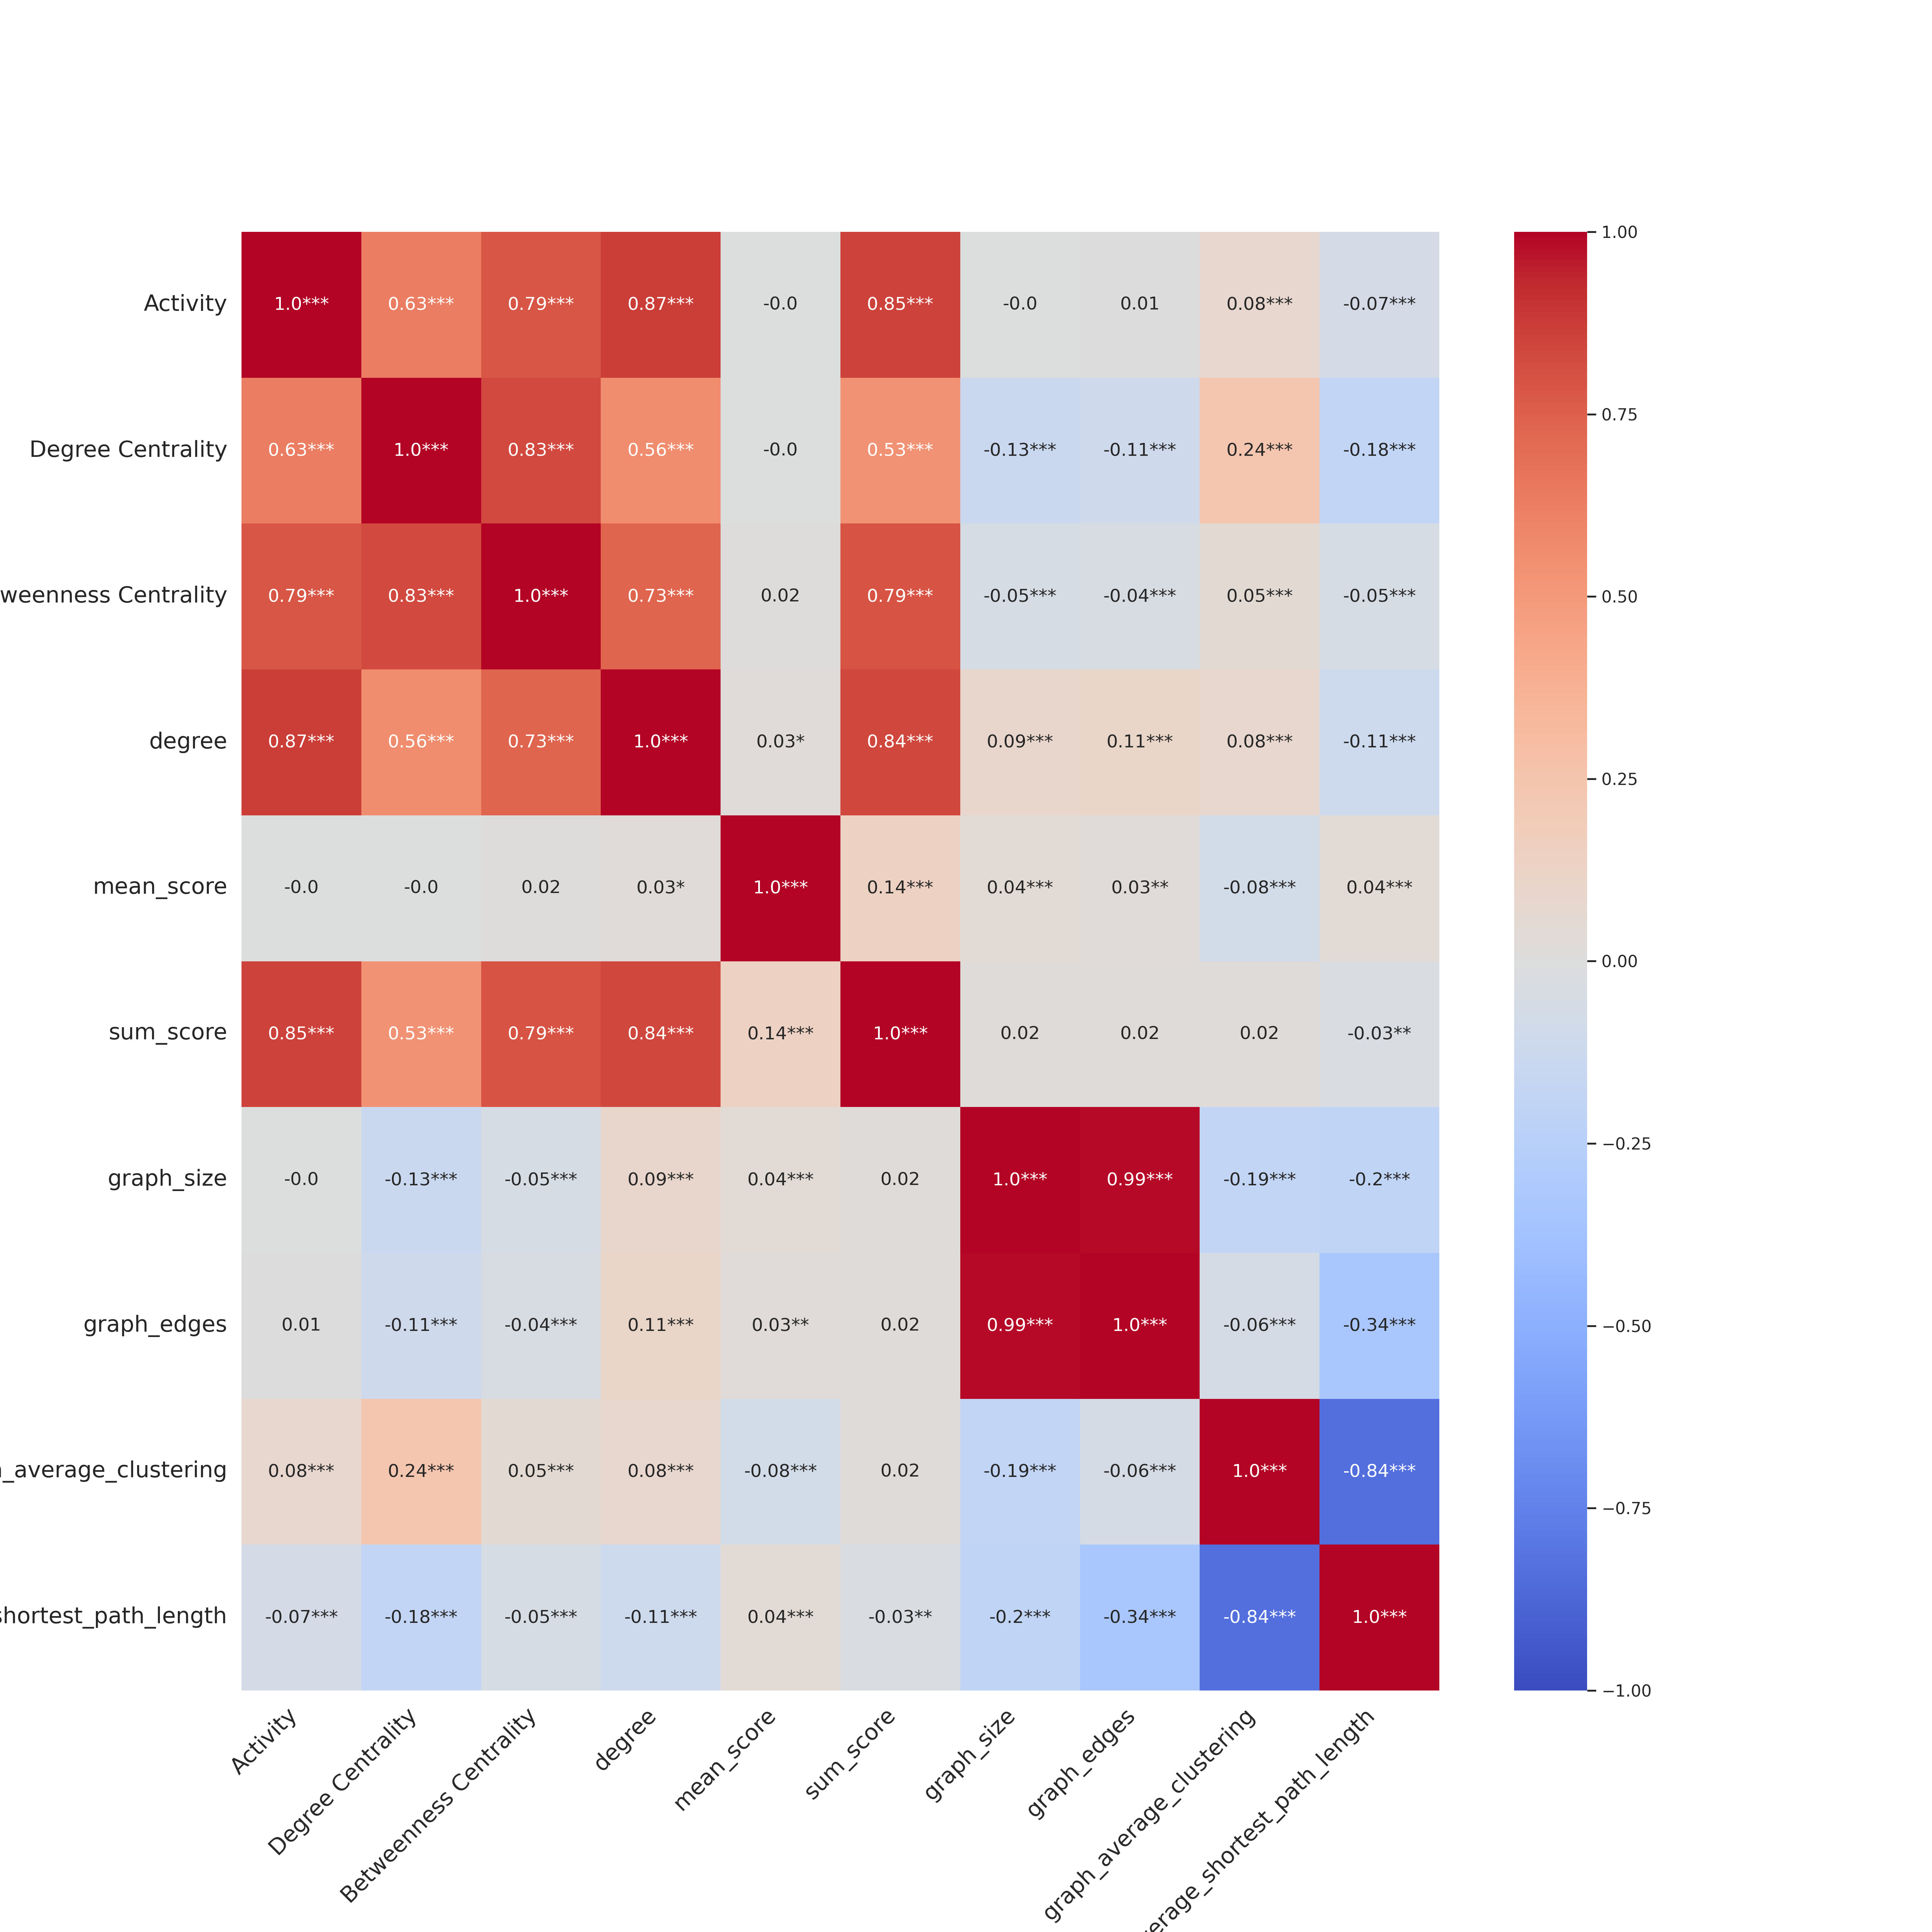 1.00
Activity 1.0*** 0.63*** 0.79*** 0.87*** -0.0 0.85*** -0.0 0.01 0.08*** -0.07***
0.75
Degree Centrality 0.63*** 1.0*** 0.83*** 0.56*** -0.0 0.53*** -0.13*** -0.11*** 0.24*** -0.18***
weenness Centrality 0.79*** 0.83*** 1.0*** 0.73*** 0.02 0.79*** -0.05*** -0.04*** 0.05*** -0.05***
0.50
degree 0.87*** 0.56*** 0.73*** 1.0*** 0.03* 0.84*** 0.09*** 0.11*** 0.08*** -0.11***
0.25
mean_score -0.0 -0.0 0.02 0.03* 1.0*** 0.14*** 0.04*** 0.03** -0.08*** 0.04***
0.00
sum_score 0.85*** 0.53*** 0.79*** 0.84*** 0.14*** 1.0*** 0.02 0.02 0.02 -0.03**
−0.25
graph_size -0.0 -0.13*** -0.05*** 0.09*** 0.04*** 0.02 1.0*** 0.99*** -0.19*** -0.2***
graph_edges 0.01 -0.11*** -0.04*** 0.11*** 0.03** 0.02 0.99*** 1.0*** -0.06*** -0.34***
−0.50
_average_clustering 0.08*** 0.24*** 0.05*** 0.08*** -0.08*** 0.02 -0.19*** -0.06*** 1.0*** -0.84***
−0.75
shortest_path_length -0.07*** -0.18*** -0.05*** -0.11*** 0.04*** -0.03** -0.2*** -0.34*** -0.84*** 1.0***
−1.00
Activity
Degree Centrality
Betweenness Centrality
degree
mean_score
sum_score
graph_size
graph_edges
graph_average_clustering
erage_shortest_path_length